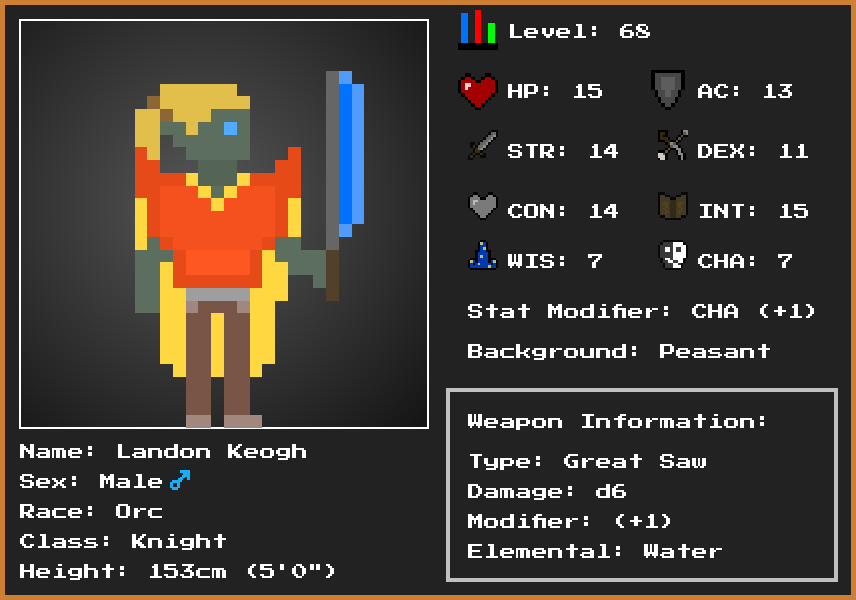 Level: 68
HP: 15
AC: 13
STR: 14
DEX: 11
CON: 14
INT: 15
WIS: 7
CHA: 7
Stat Modifier: CHA (+1)
Background: Peasant
Weapon Information:
Type: Great Saw
Damage: d6
Modifier: (+1)
Elemental: Water
Name: Landon Keogh
Sex: Male♂
Race: Orc
Class: Knight
Height: 153cm (5'0")